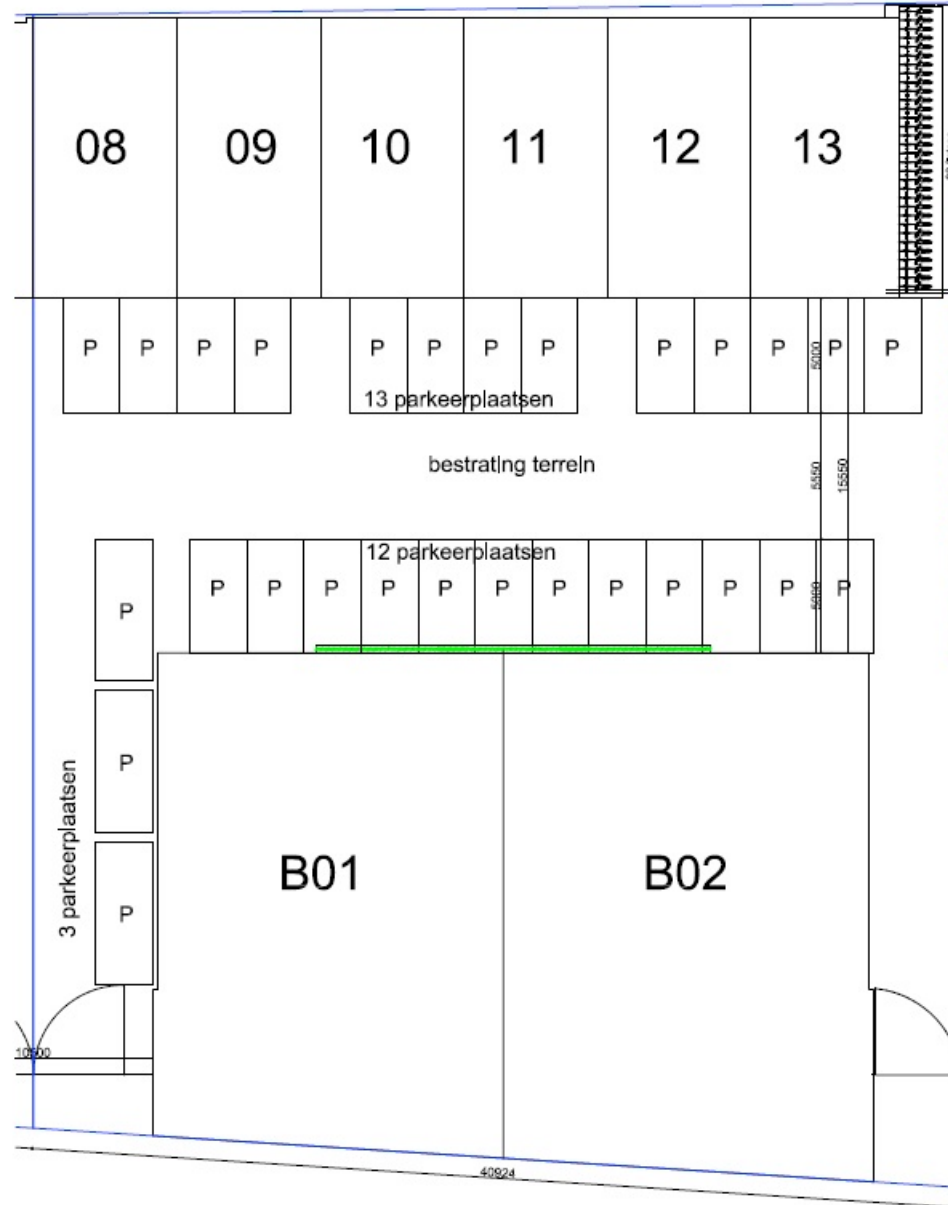 08 09 10 11 12 13
P P P P P P P P P P P P P
5000
13 parkeerplaatsen
bestrating terrein
5550
15550
12 parkeerplaatsen
P P P P P P P P P P P P
5000
P
P
P
3 parkeerplaatsen
B01 B02
10500
40924